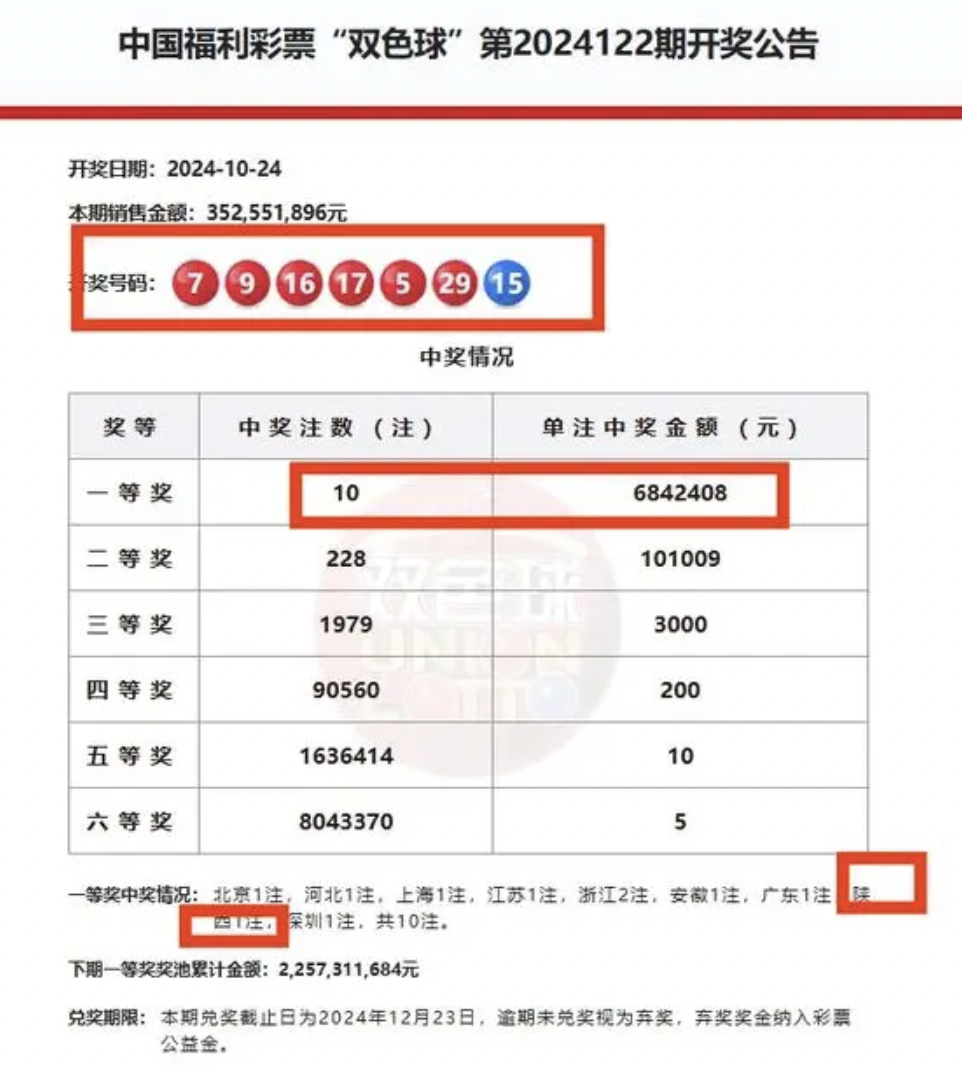 中国福利彩票“双色球”第2024122期开奖公告
开奖日期：2024-10-24
本期销售金额：352,551,896元
开奖号码： 7 9 16 17 5 29 15
中奖情况
奖等 中奖注数（注） 单注中奖金额（元）
一等奖 10 6842408
二等奖 228 101009
三等奖 1979 3000
四等奖 90560 200
五等奖 1636414 10
六等奖 8043370 5
双色球
UNION
一等奖中奖情况： 北京1注，河北1注，上海1注，江苏1注，浙江2注，安徽1注，广东1注 陕
西1注，深圳1注，共10注。
下期一等奖奖池累计金额：2,257,311,684元
兑奖期限： 本期兑奖截止日为2024年12月23日，逾期未兑奖视为弃奖，弃奖奖金纳入彩票
公益金。